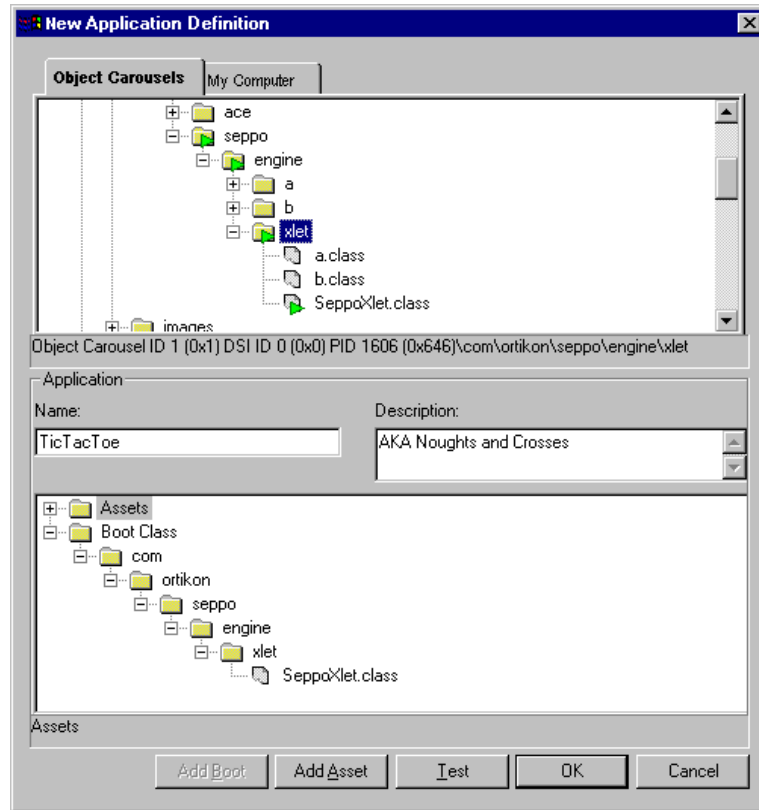 New Application Definition
Object Carousels My Computer
ace
seppo
engine
a
b
xlet
a.class
b.class
SeppoXlet.class
images
Object Carousel ID 1 (0x1) DSI ID 0 (0x0) PID 1606 (0x646)\com\ortikon\seppo\engine\xlet
Application
Name: Description:
TicTacToe AKA Noughts and Crosses
Assets
Boot Class
com
ortikon
seppo
engine
xlet
SeppoXlet.class
Assets
Add Boot Add Asset Test OK Cancel